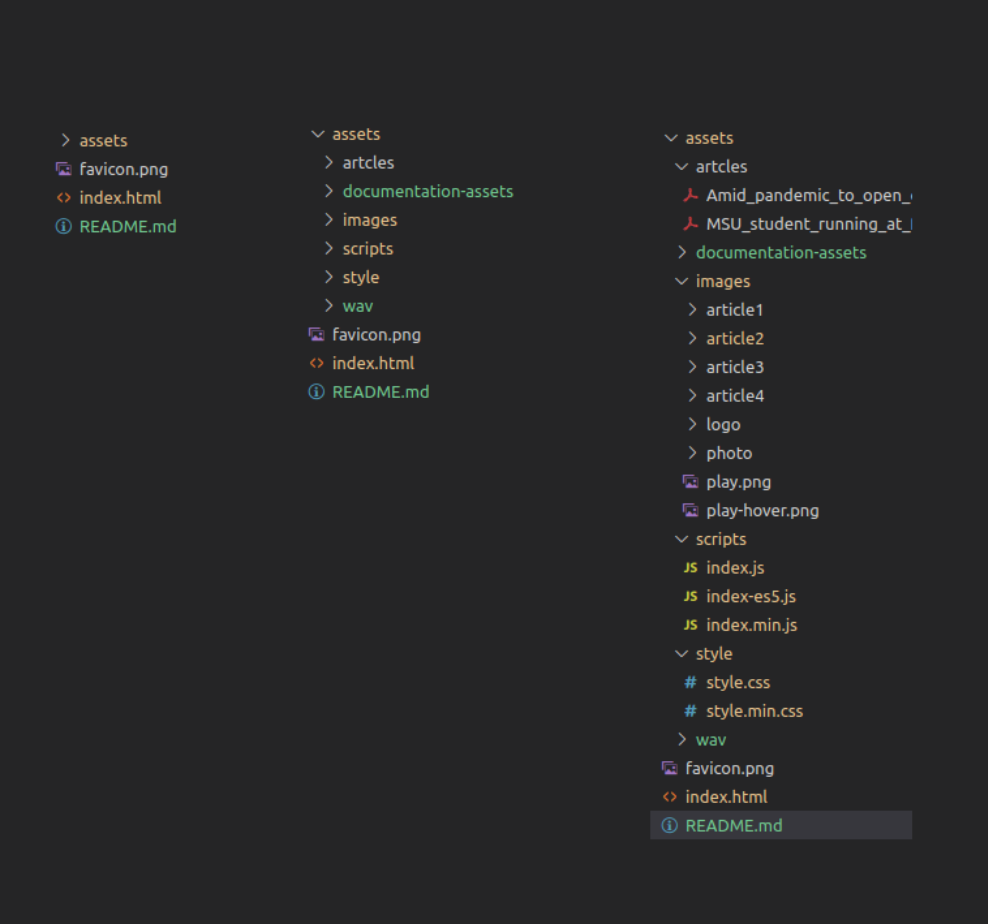 assets
favicon.png
index.html
README.md
assets
artcles
documentation-assets
images
scripts
style
wav
favicon.png
index.html
README.md
assets
artcles
Amid_pandemic_to_open_
MSU_student_running_at_
documentation-assets
images
article1
article2
article3
article4
logo
photo
play.png
play-hover.png
scripts
JS index.js
JS index-es5.js
JS index.min.js
style
# style.css
# style.min.css
wav
favicon.png
<> index.html
README.md